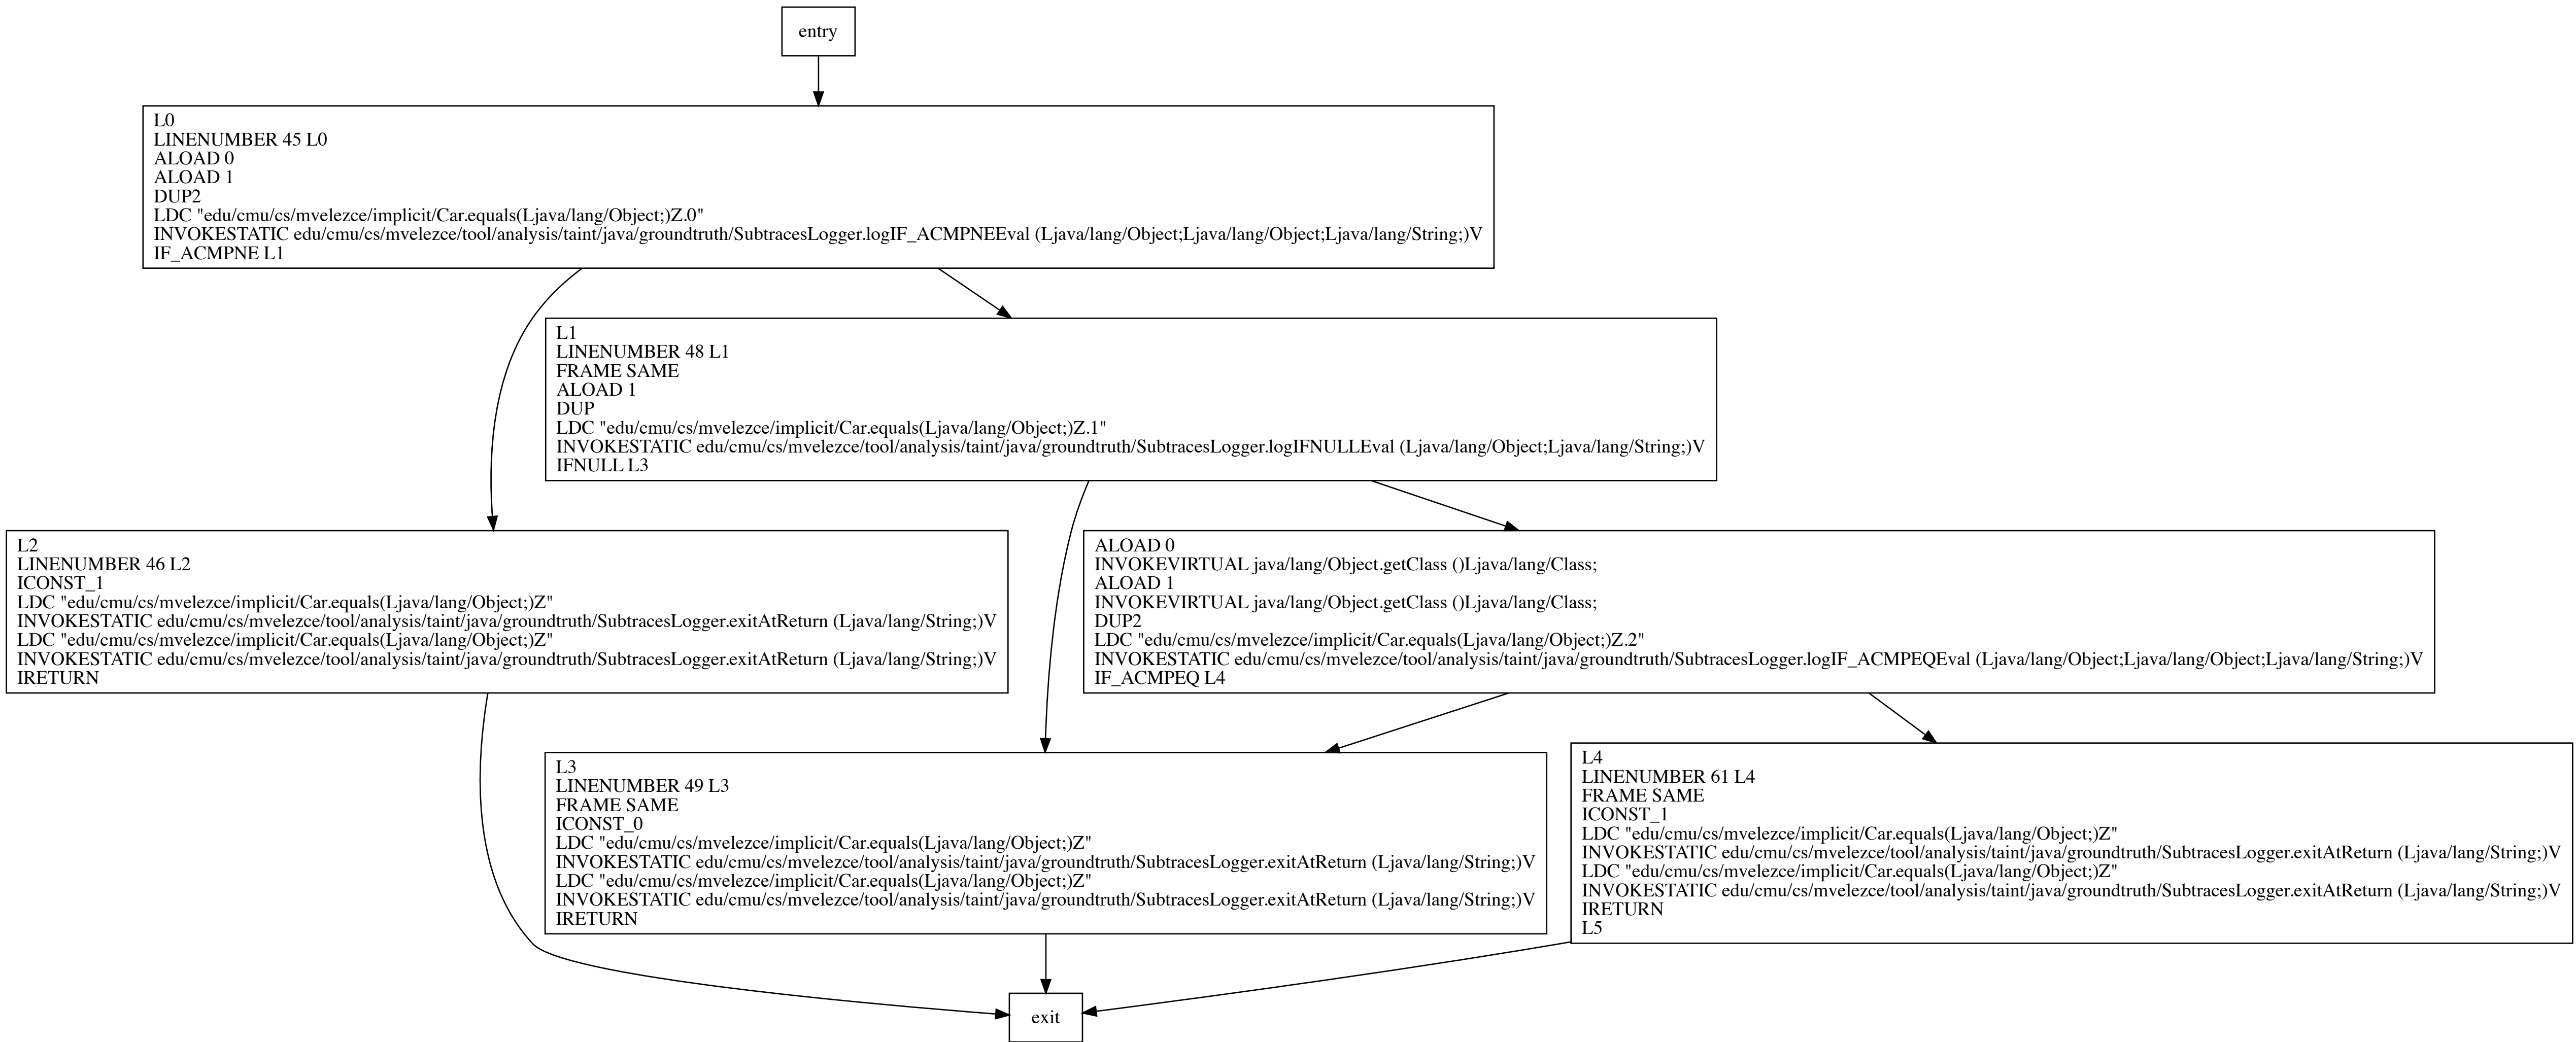 entry
L0
LINENUMBER 45 L0
ALOAD 0
ALOAD 1
DUP2
LDC "edu/cmu/cs/mvelezce/implicit/Car.equals(Ljava/lang/Object;)Z.0"
INVOKESTATIC edu/cmu/cs/mvelezce/tool/analysis/taint/java/groundtruth/SubtracesLogger.logIF_ACMPNEEval (Ljava/lang/Object;Ljava/lang/Object;Ljava/lang/String;)V
IF_ACMPNE L1
L1
LINENUMBER 48 L1
FRAME SAME
ALOAD 1
DUP
LDC "edu/cmu/cs/mvelezce/implicit/Car.equals(Ljava/lang/Object;)Z.1"
INVOKESTATIC edu/cmu/cs/mvelezce/tool/analysis/taint/java/groundtruth/SubtracesLogger.logIFNULLEval (Ljava/lang/Object;Ljava/lang/String;)V
IFNULL L3
L2
LINENUMBER 46 L2
ICONST_1
LDC "edu/cmu/cs/mvelezce/implicit/Car.equals(Ljava/lang/Object;)Z"
INVOKESTATIC edu/cmu/cs/mvelezce/tool/analysis/taint/java/groundtruth/SubtracesLogger.exitAtReturn (Ljava/lang/String;)V
LDC "edu/cmu/cs/mvelezce/implicit/Car.equals(Ljava/lang/Object;)Z"
INVOKESTATIC edu/cmu/cs/mvelezce/tool/analysis/taint/java/groundtruth/SubtracesLogger.exitAtReturn (Ljava/lang/String;)V
IRETURN
ALOAD 0
INVOKEVIRTUAL java/lang/Object.getClass ()Ljava/lang/Class;
ALOAD 1
INVOKEVIRTUAL java/lang/Object.getClass ()Ljava/lang/Class;
DUP2
LDC "edu/cmu/cs/mvelezce/implicit/Car.equals(Ljava/lang/Object;)Z.2"
INVOKESTATIC edu/cmu/cs/mvelezce/tool/analysis/taint/java/groundtruth/SubtracesLogger.logIF_ACMPEQEval (Ljava/lang/Object;Ljava/lang/Object;Ljava/lang/String;)V
IF_ACMPEQ L4
L3
LINENUMBER 49 L3
FRAME SAME
ICONST_0
LDC "edu/cmu/cs/mvelezce/implicit/Car.equals(Ljava/lang/Object;)Z"
INVOKESTATIC edu/cmu/cs/mvelezce/tool/analysis/taint/java/groundtruth/SubtracesLogger.exitAtReturn (Ljava/lang/String;)V
LDC "edu/cmu/cs/mvelezce/implicit/Car.equals(Ljava/lang/Object;)Z"
INVOKESTATIC edu/cmu/cs/mvelezce/tool/analysis/taint/java/groundtruth/SubtracesLogger.exitAtReturn (Ljava/lang/String;)V
IRETURN
L4
LINENUMBER 61 L4
FRAME SAME
ICONST_1
LDC "edu/cmu/cs/mvelezce/implicit/Car.equals(Ljava/lang/Object;)Z"
INVOKESTATIC edu/cmu/cs/mvelezce/tool/analysis/taint/java/groundtruth/SubtracesLogger.exitAtReturn (Ljava/lang/String;)V
LDC "edu/cmu/cs/mvelezce/implicit/Car.equals(Ljava/lang/Object;)Z"
INVOKESTATIC edu/cmu/cs/mvelezce/tool/analysis/taint/java/groundtruth/SubtracesLogger.exitAtReturn (Ljava/lang/String;)V
IRETURN
L5
exit